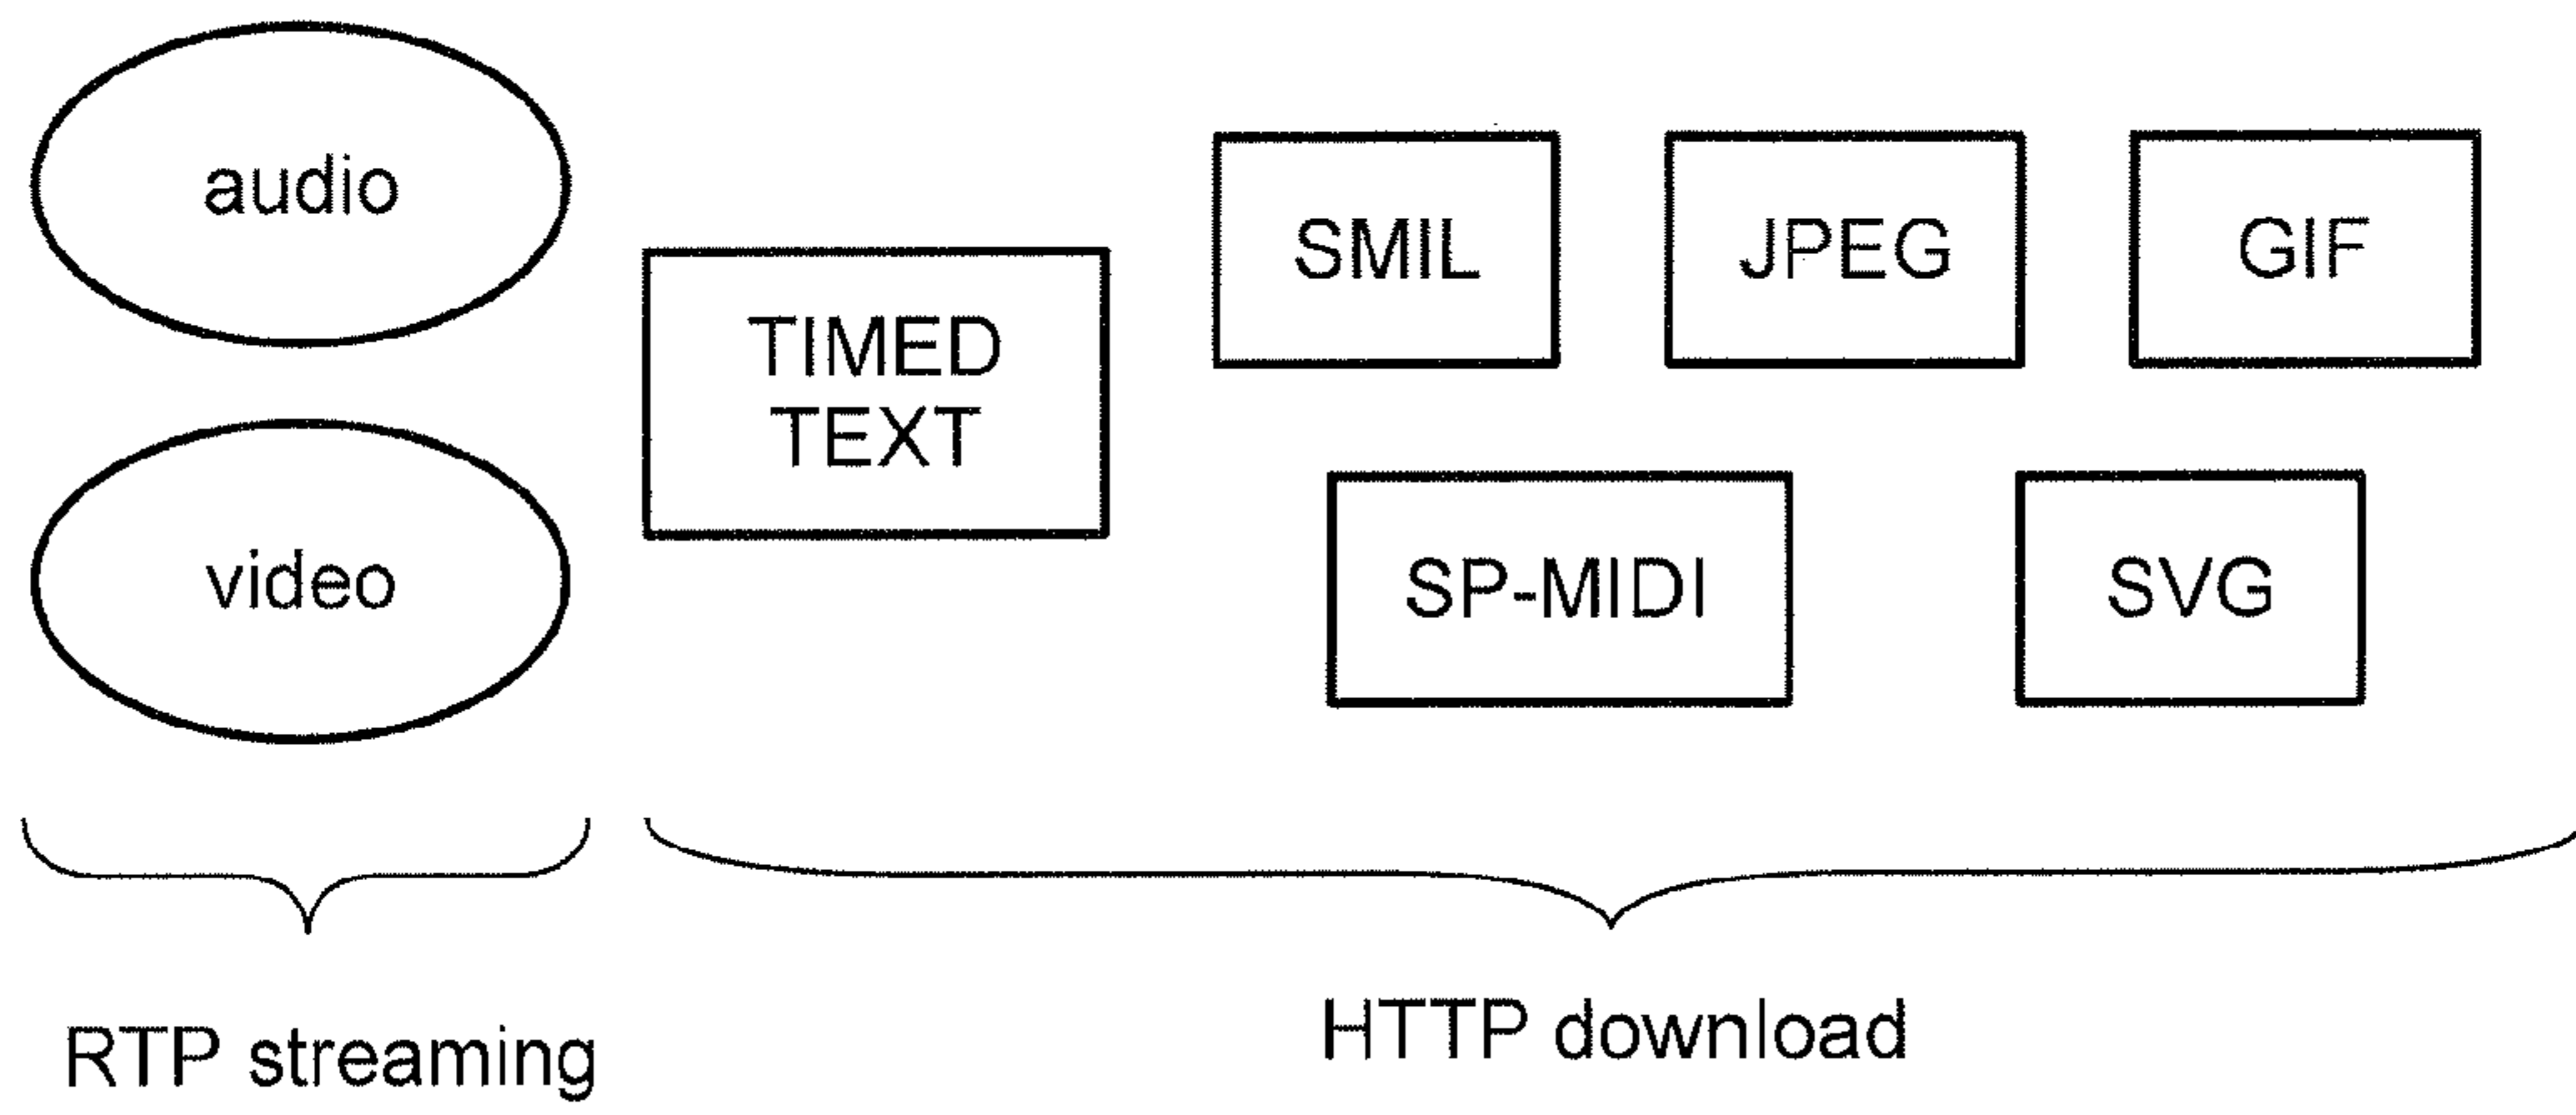 audio
video
TIMED
TEXT
SMIL
JPEG
GIF
SP-MIDI
SVG
RTP streaming
HTTP download